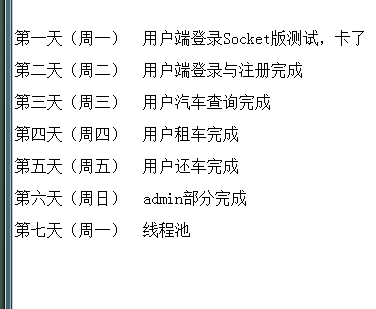 第一天（周一） 用户端登录Socket版测试，卡了
第二天（周二） 用户端登录与注册完成
第三天（周三） 用户汽车查询完成
第四天（周四） 用户租车完成
第五天（周五） 用户还车完成
第六天（周日） admin部分完成
第七天（周一） 线程池